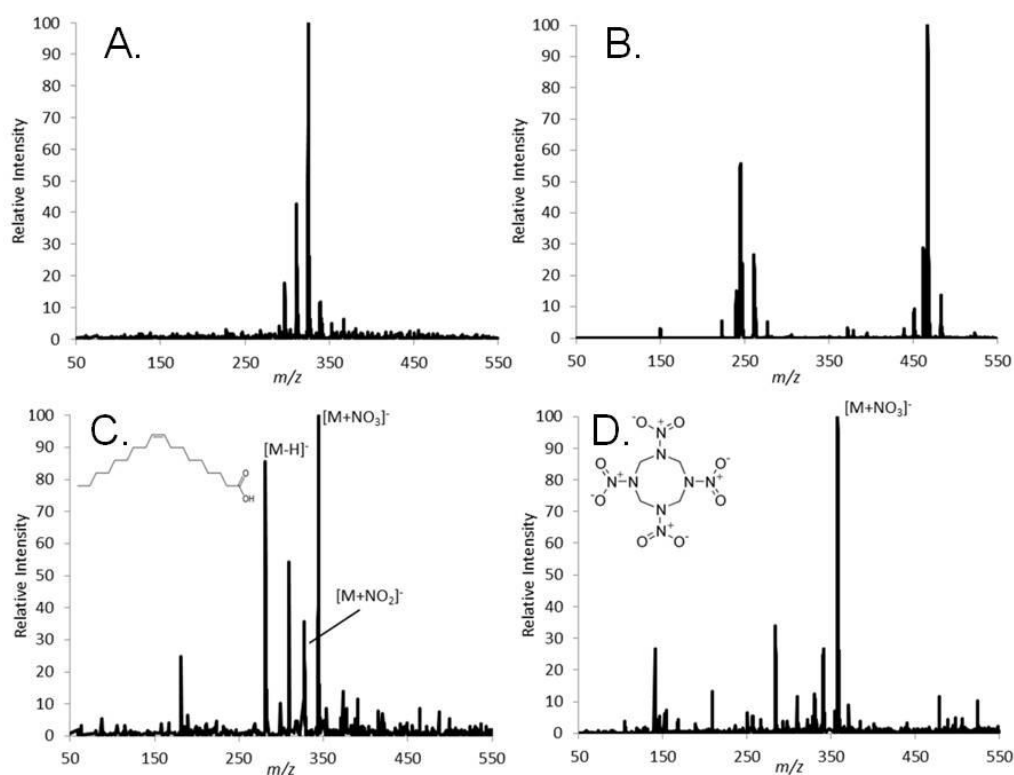 A.
Relative Intensity
100
90
80
70
60
50
40
30
20
10
0
50 150 250 350 450 550
m/z
B.
Relative Intensity
100
90
80
70
60
50
40
30
20
10
0
50 150 250 350 450 550
m/z
C.
Relative Intensity
100
90
80
70
60
50
40
30
20
10
0
[M+NO₃]⁻
[M-H]⁻
[M+NO₂]⁻
O
OH
50 150 250 350 450 550
m/z
D.
Relative Intensity
100
90
80
70
60
50
40
30
20
10
0
[M+NO₃]⁻
⁻O N⁺ O
O N O⁻
⁻O N⁺ N N N⁺ O
N
O N⁺ O⁻
50 150 250 350 450 550
m/z